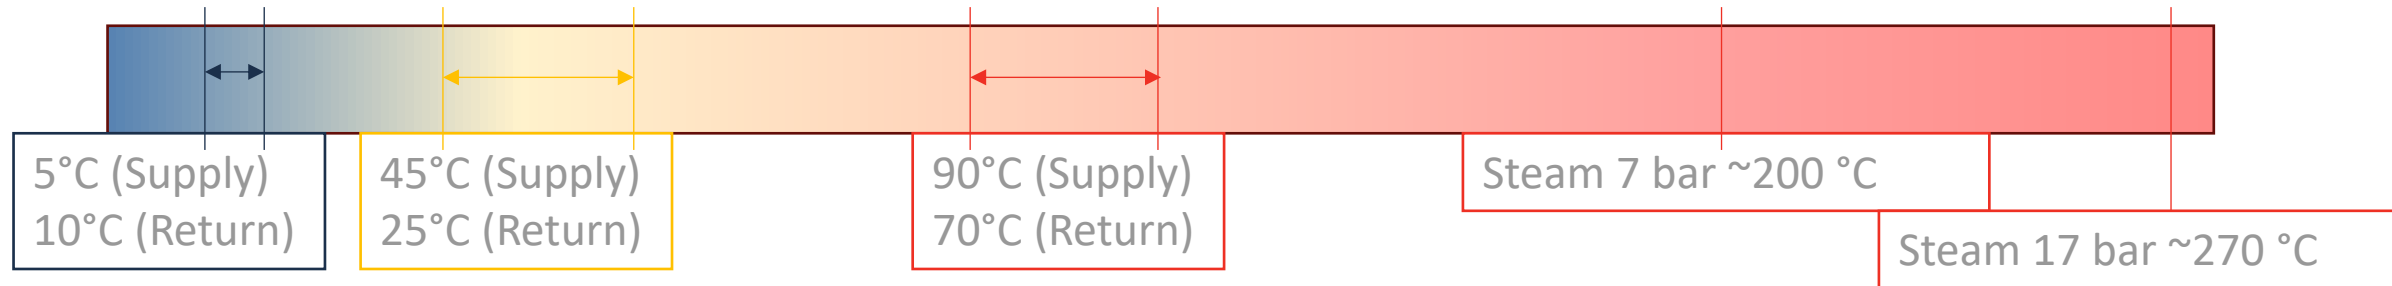 5°C (Supply)
10°C (Return)
45°C (Supply)
25°C (Return)
90°C (Supply)
70°C (Return)
Steam 7 bar ~200 °C
Steam 17 bar ~270 °C